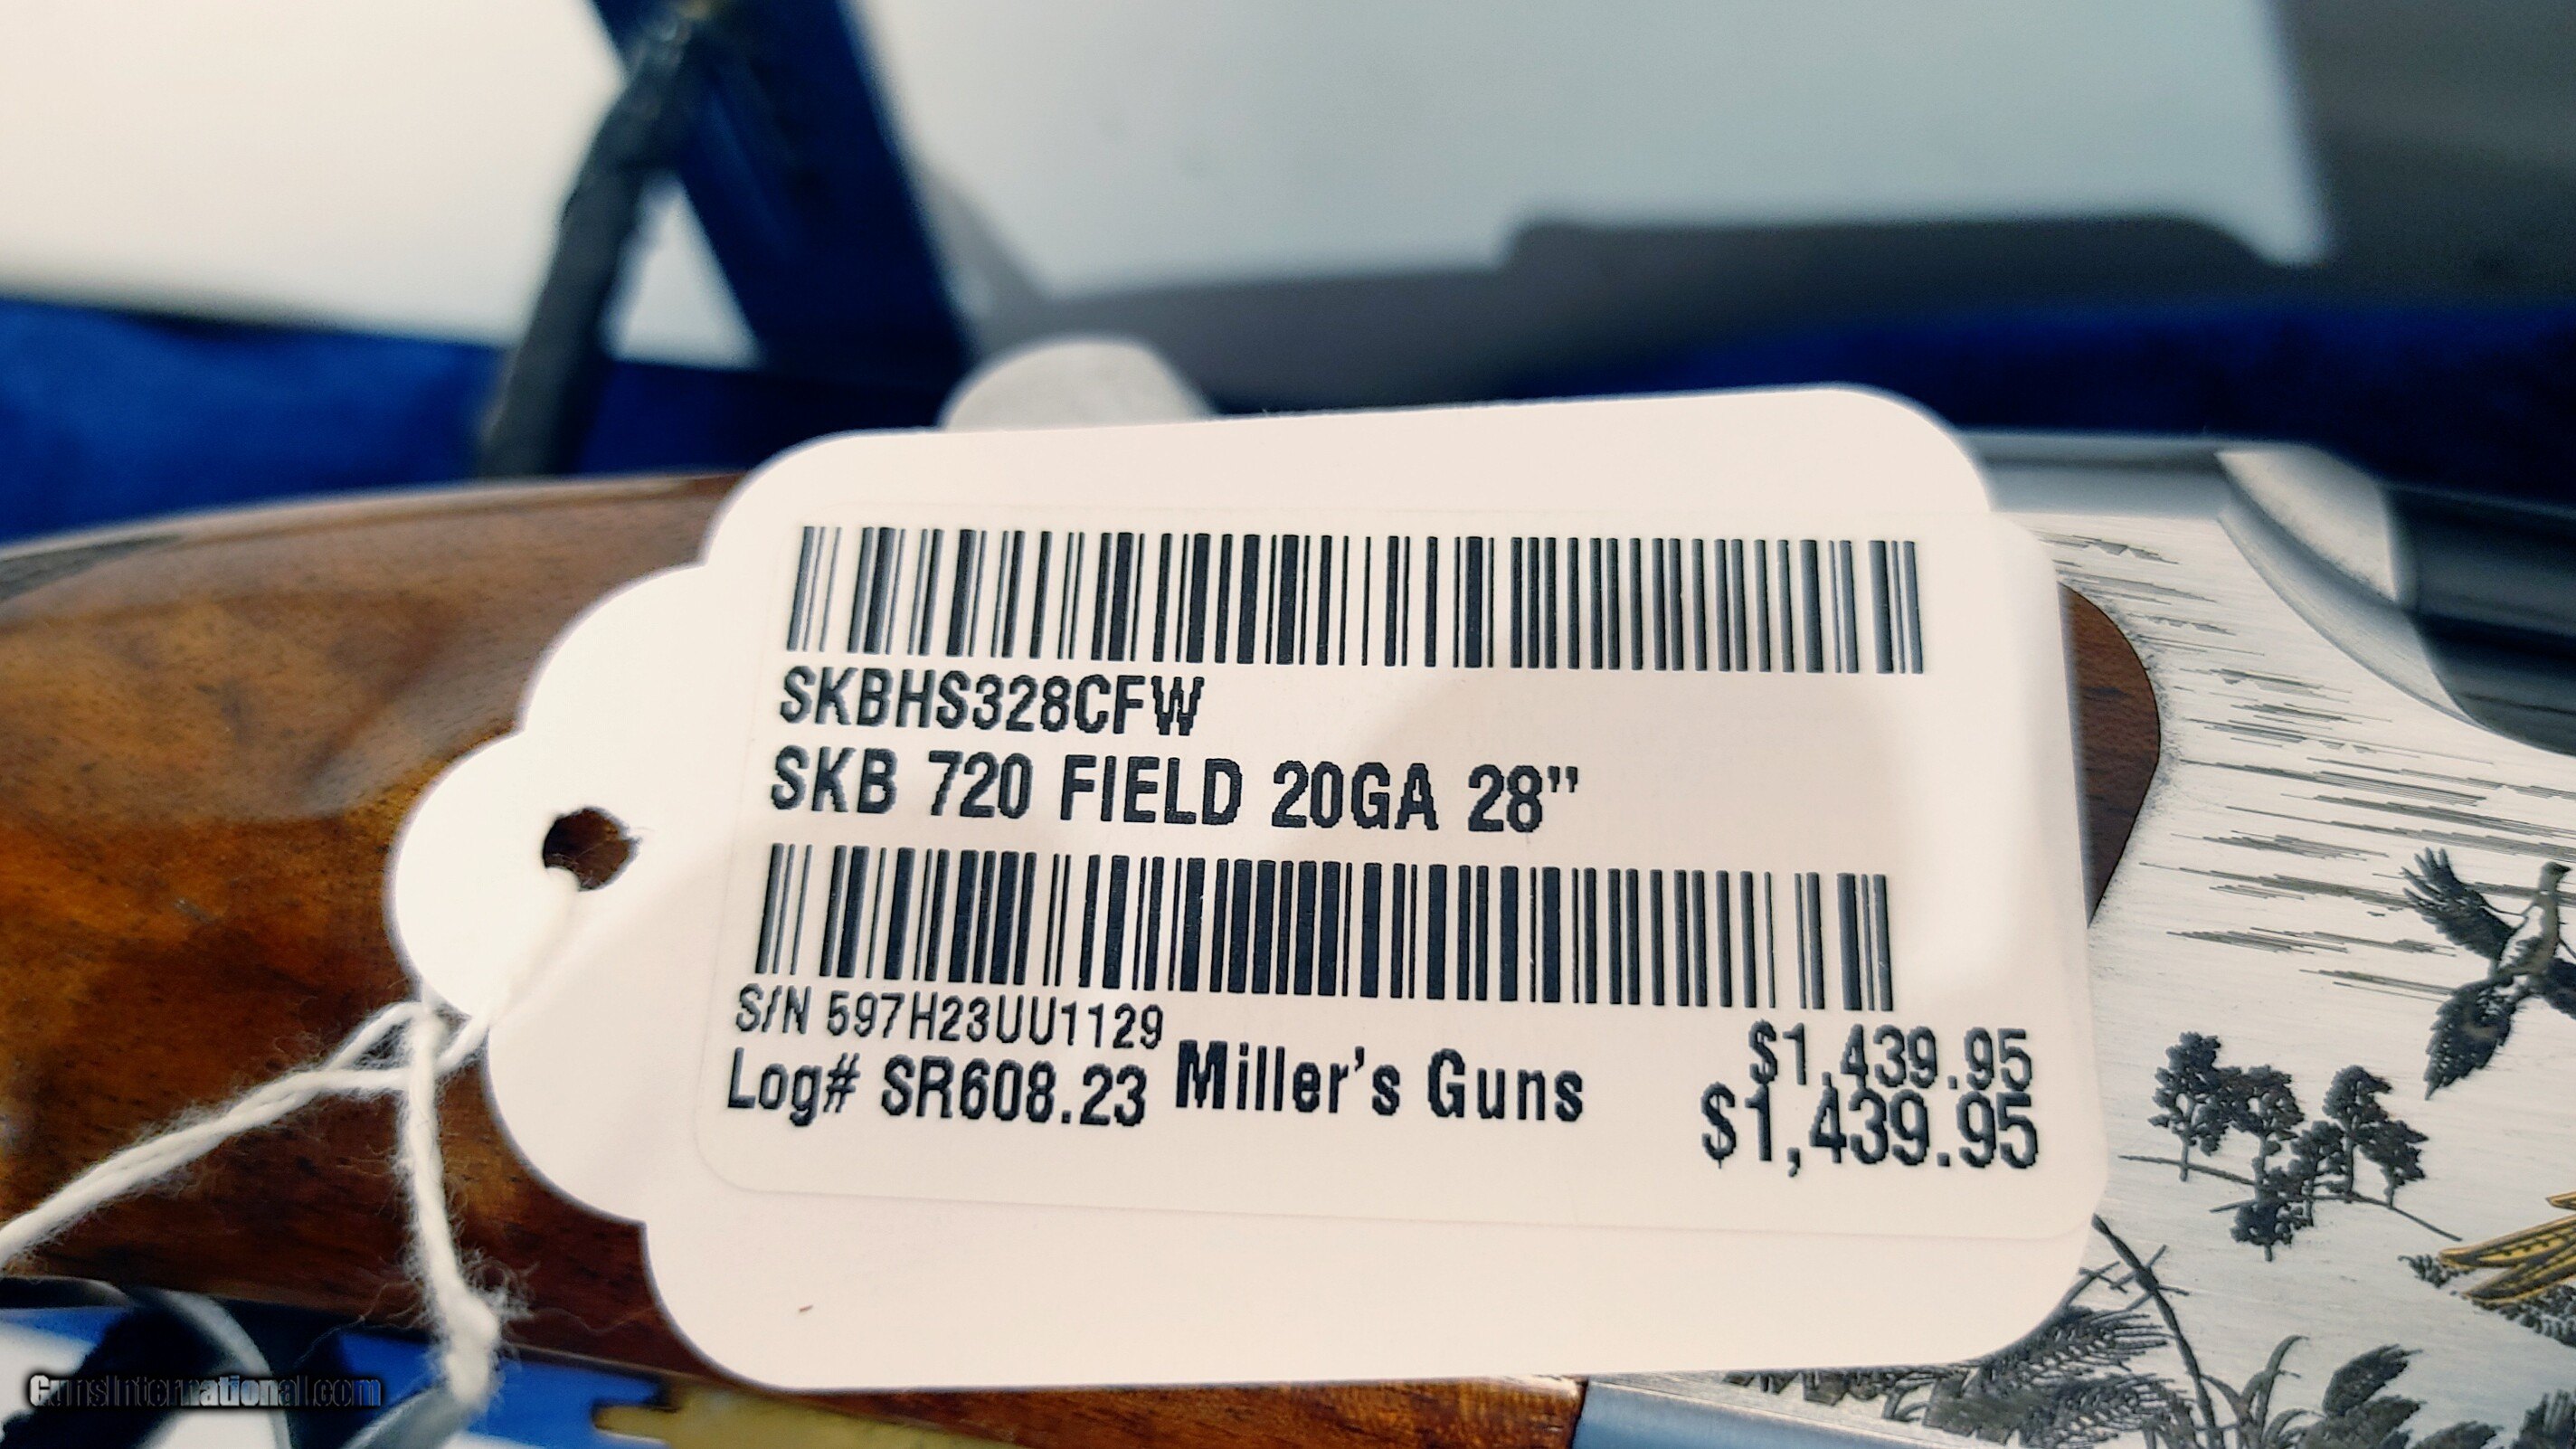 SKBHS328CFW
SKB 720 FIELD 20GA 28”
S/N 597H23UU1129
$1,439.95
Log# SR608.23 Miller's Guns
$1,439.95
GunsInternational.com